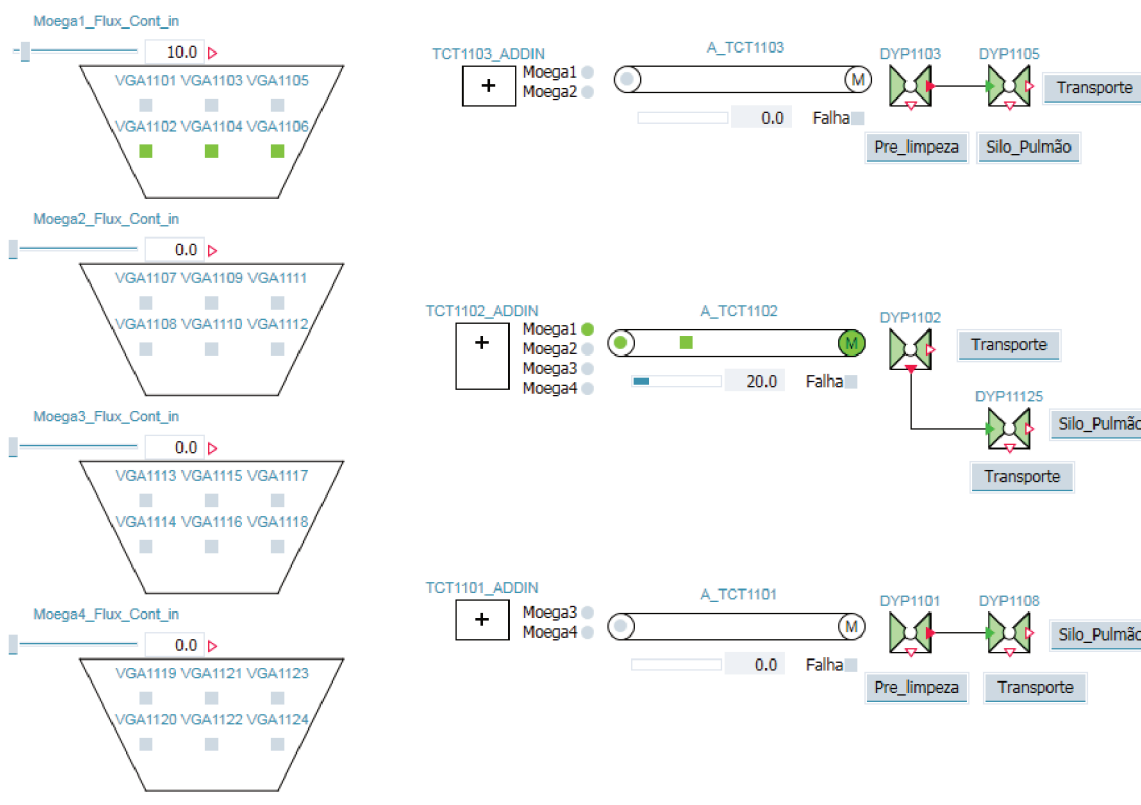 Moega1_Flux_Cont_in
10.0
VGA1101 VGA1103 VGA1105
VGA1102 VGA1104 VGA1106
Moega2_Flux_Cont_in
0.0
VGA1107 VGA1109 VGA1111
VGA1108 VGA1110 VGA1112
Moega3_Flux_Cont_in
0.0
VGA1113 VGA1115 VGA1117
VGA1114 VGA1116 VGA1118
Moega4_Flux_Cont_in
0.0
VGA1119 VGA1121 VGA1123
VGA1120 VGA1122 VGA1124
TCT1103_ADDIN
+
Moega1
Moega2
A_TCT1103
M
0.0 Falha
DYP1103 DYP1105
Transporte
Pre_limpeza Silo_Pulmão
TCT1102_ADDIN
+
Moega1
Moega2
Moega3
Moega4
A_TCT1102
M
20.0 Falha
DYP1102
Transporte
DYP11125
Silo_Pulmão
Transporte
TCT1101_ADDIN
+
Moega3
Moega4
A_TCT1101
M
0.0 Falha
DYP1101 DYP1108
Silo_Pulmão
Pre_limpeza Transporte